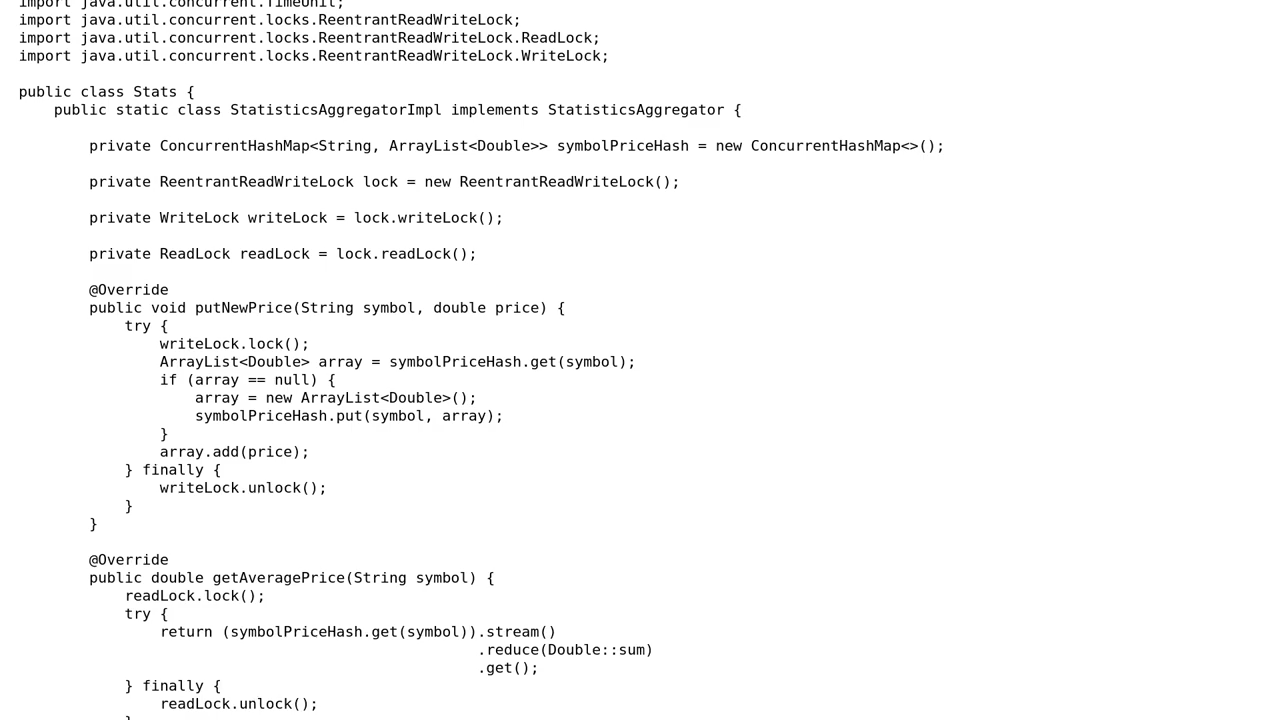 import java.util.concurrent.TimeUnit;
import java.util.concurrent.locks.ReentrantReadWriteLock;
import java.util.concurrent.locks.ReentrantReadWriteLock.ReadLock;
import java.util.concurrent.locks.ReentrantReadWriteLock.WriteLock;

public class Stats {
    public static class StatisticsAggregatorImpl implements StatisticsAggregator {

        private ConcurrentHashMap<String, ArrayList<Double>> symbolPriceHash = new ConcurrentHashMap<>();

        private ReentrantReadWriteLock lock = new ReentrantReadWriteLock();

        private WriteLock writeLock = lock.writeLock();

        private ReadLock readLock = lock.readLock();

        @Override
        public void putNewPrice(String symbol, double price) {
            try {
                writeLock.lock();
                ArrayList<Double> array = symbolPriceHash.get(symbol);
                if (array == null) {
                    array = new ArrayList<Double>();
                    symbolPriceHash.put(symbol, array);
                }
                array.add(price);
            } finally {
                writeLock.unlock();
            }
        }

        @Override
        public double getAveragePrice(String symbol) {
            readLock.lock();
            try {
                return (symbolPriceHash.get(symbol)).stream()
                                                    .reduce(Double::sum)
                                                    .get();
            } finally {
                readLock.unlock();
            }